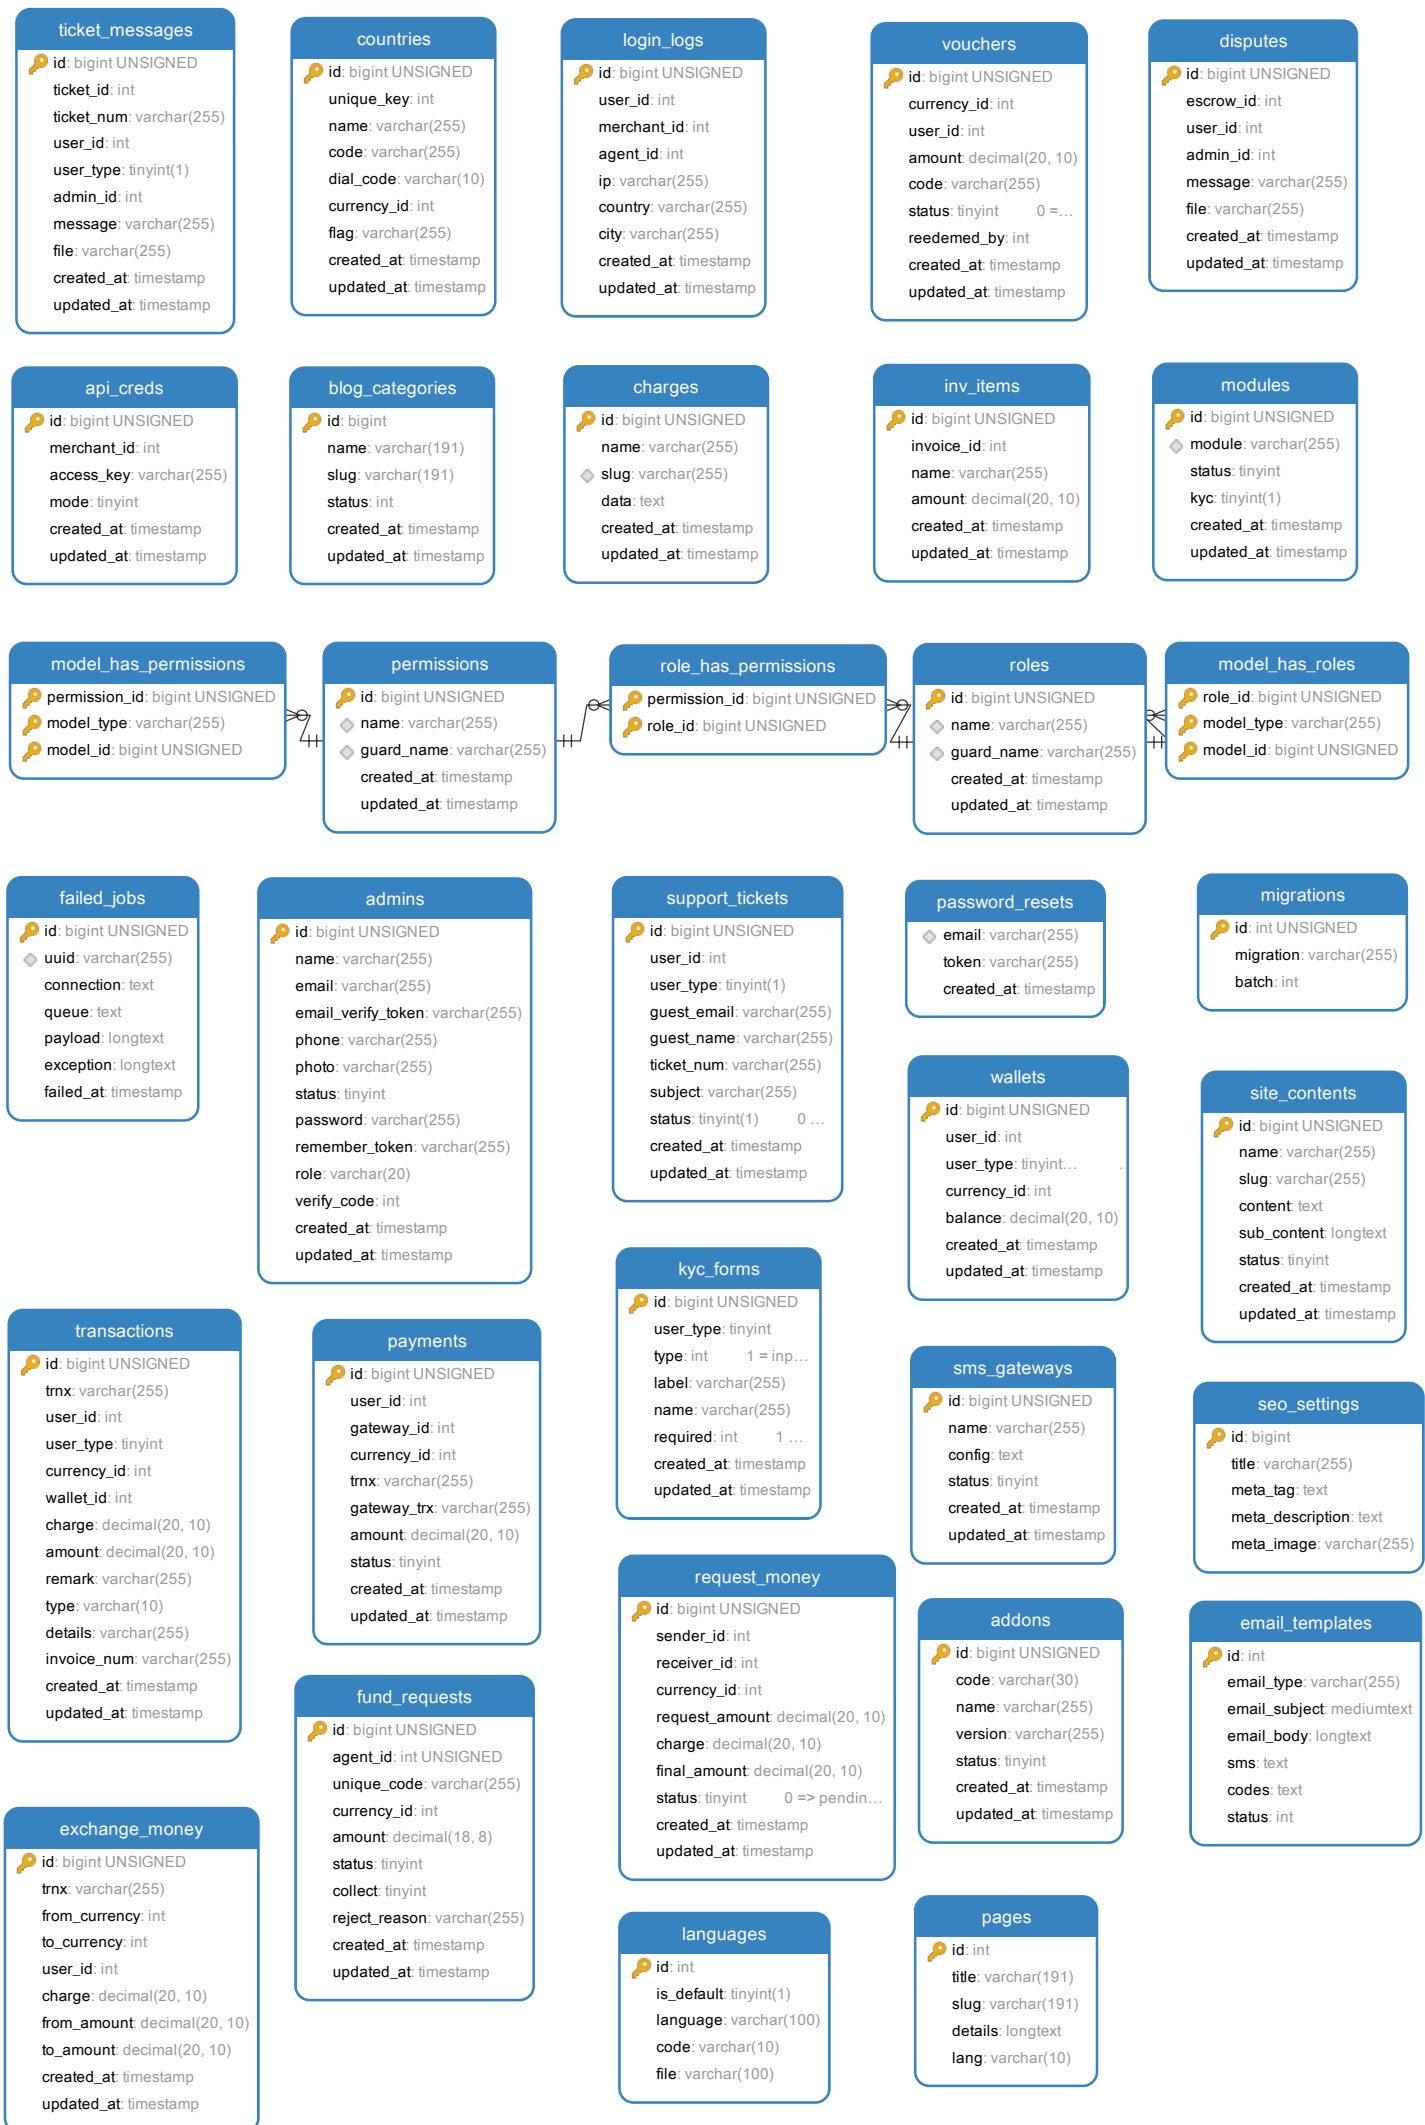 ticket_messages
id: bigint UNSIGNED
ticket_id: int
ticket_num: varchar(255)
user_id: int
user_type: tinyint(1)
admin_id: int
message: varchar(255)
file: varchar(255)
created_at: timestamp
updated_at: timestamp
countries
id: bigint UNSIGNED
unique_key: int
name: varchar(255)
code: varchar(255)
dial_code: varchar(10)
currency_id: int
flag: varchar(255)
created_at: timestamp
updated_at: timestamp
login_logs
id: bigint UNSIGNED
user_id: int
merchant_id: int
agent_id: int
ip: varchar(255)
country: varchar(255)
city: varchar(255)
created_at: timestamp
updated_at: timestamp
vouchers
id: bigint UNSIGNED
currency_id: int
user_id: int
amount: decimal(20, 10)
code: varchar(255)
status: tinyint 0 =...
reedemed_by: int
created_at: timestamp
updated_at: timestamp
disputes
id: bigint UNSIGNED
escrow_id: int
user_id: int
admin_id: int
message: varchar(255)
file: varchar(255)
created_at: timestamp
updated_at: timestamp
api_creds
id: bigint UNSIGNED
merchant_id: int
access_key: varchar(255)
mode: tinyint
created_at: timestamp
updated_at: timestamp
blog_categories
id: bigint
name: varchar(191)
slug: varchar(191)
status: int
created_at: timestamp
updated_at: timestamp
charges
id: bigint UNSIGNED
name: varchar(255)
slug: varchar(255)
data: text
created_at: timestamp
updated_at: timestamp
inv_items
id: bigint UNSIGNED
invoice_id: int
name: varchar(255)
amount: decimal(20, 10)
created_at: timestamp
updated_at: timestamp
modules
id: bigint UNSIGNED
module: varchar(255)
status: tinyint
kyc: tinyint(1)
created_at: timestamp
updated_at: timestamp
model_has_permissions
permission_id: bigint UNSIGNED
model_type: varchar(255)
model_id: bigint UNSIGNED
permissions
id: bigint UNSIGNED
name: varchar(255)
guard_name: varchar(255)
created_at: timestamp
updated_at: timestamp
role_has_permissions
permission_id: bigint UNSIGNED
role_id: bigint UNSIGNED
roles
id: bigint UNSIGNED
name: varchar(255)
guard_name: varchar(255)
created_at: timestamp
updated_at: timestamp
model_has_roles
role_id: bigint UNSIGNED
model_type: varchar(255)
model_id: bigint UNSIGNED
failed_jobs
id: bigint UNSIGNED
uuid: varchar(255)
connection: text
queue: text
payload: longtext
exception: longtext
failed_at: timestamp
admins
id: bigint UNSIGNED
name: varchar(255)
email: varchar(255)
email_verify_token: varchar(255)
phone: varchar(255)
photo: varchar(255)
status: tinyint
password: varchar(255)
remember_token: varchar(255)
role: varchar(20)
verify_code: int
created_at: timestamp
updated_at: timestamp
support_tickets
id: bigint UNSIGNED
user_id: int
user_type: tinyint(1)
guest_email: varchar(255)
guest_name: varchar(255)
ticket_num: varchar(255)
subject: varchar(255)
status: tinyint(1) 0 ...
created_at: timestamp
updated_at: timestamp
password_resets
email: varchar(255)
token: varchar(255)
created_at: timestamp
migrations
id: int UNSIGNED
migration: varchar(255)
batch: int
wallets
id: bigint UNSIGNED
user_id: int
user_type: tinyint... ..
currency_id: int
balance: decimal(20, 10)
created_at: timestamp
updated_at: timestamp
site_contents
id: bigint UNSIGNED
name: varchar(255)
slug: varchar(255)
content: text
sub_content: longtext
status: tinyint
created_at: timestamp
updated_at: timestamp
kyc_forms
id: bigint UNSIGNED
user_type: tinyint
type: int 1 = inp...
label: varchar(255)
name: varchar(255)
required: int 1 ...
created_at: timestamp
updated_at: timestamp
transactions
id: bigint UNSIGNED
trnx: varchar(255)
user_id: int
user_type: tinyint
currency_id: int
wallet_id: int
charge: decimal(20, 10)
amount: decimal(20, 10)
remark: varchar(255)
type: varchar(10)
details: varchar(255)
invoice_num: varchar(255)
created_at: timestamp
updated_at: timestamp
payments
id: bigint UNSIGNED
user_id: int
gateway_id: int
currency_id: int
trnx: varchar(255)
gateway_trx: varchar(255)
amount: decimal(20, 10)
status: tinyint
created_at: timestamp
updated_at: timestamp
sms_gateways
id: bigint UNSIGNED
name: varchar(255)
config: text
status: tinyint
created_at: timestamp
updated_at: timestamp
seo_settings
id: bigint
title: varchar(255)
meta_tag: text
meta_description: text
meta_image: varchar(255)
request_money
id: bigint UNSIGNED
sender_id: int
receiver_id: int
currency_id: int
request_amount: decimal(20, 10)
charge: decimal(20, 10)
final_amount: decimal(20, 10)
status: tinyint 0 => pendin...
created_at: timestamp
updated_at: timestamp
addons
id: bigint UNSIGNED
code: varchar(30)
name: varchar(255)
version: varchar(255)
status: tinyint
created_at: timestamp
updated_at: timestamp
email_templates
id: int
email_type: varchar(255)
email_subject: mediumtext
email_body: longtext
sms: text
codes: text
status: int
fund_requests
id: bigint UNSIGNED
agent_id: int UNSIGNED
unique_code: varchar(255)
currency_id: int
amount: decimal(18, 8)
status: tinyint
collect: tinyint
reject_reason: varchar(255)
created_at: timestamp
updated_at: timestamp
exchange_money
id: bigint UNSIGNED
trnx: varchar(255)
from_currency: int
to_currency: int
user_id: int
charge: decimal(20, 10)
from_amount: decimal(20, 10)
to_amount: decimal(20, 10)
created_at: timestamp
updated_at: timestamp
languages
id: int
is_default: tinyint(1)
language: varchar(100)
code: varchar(10)
file: varchar(100)
pages
id: int
title: varchar(191)
slug: varchar(191)
details: longtext
lang: varchar(10)